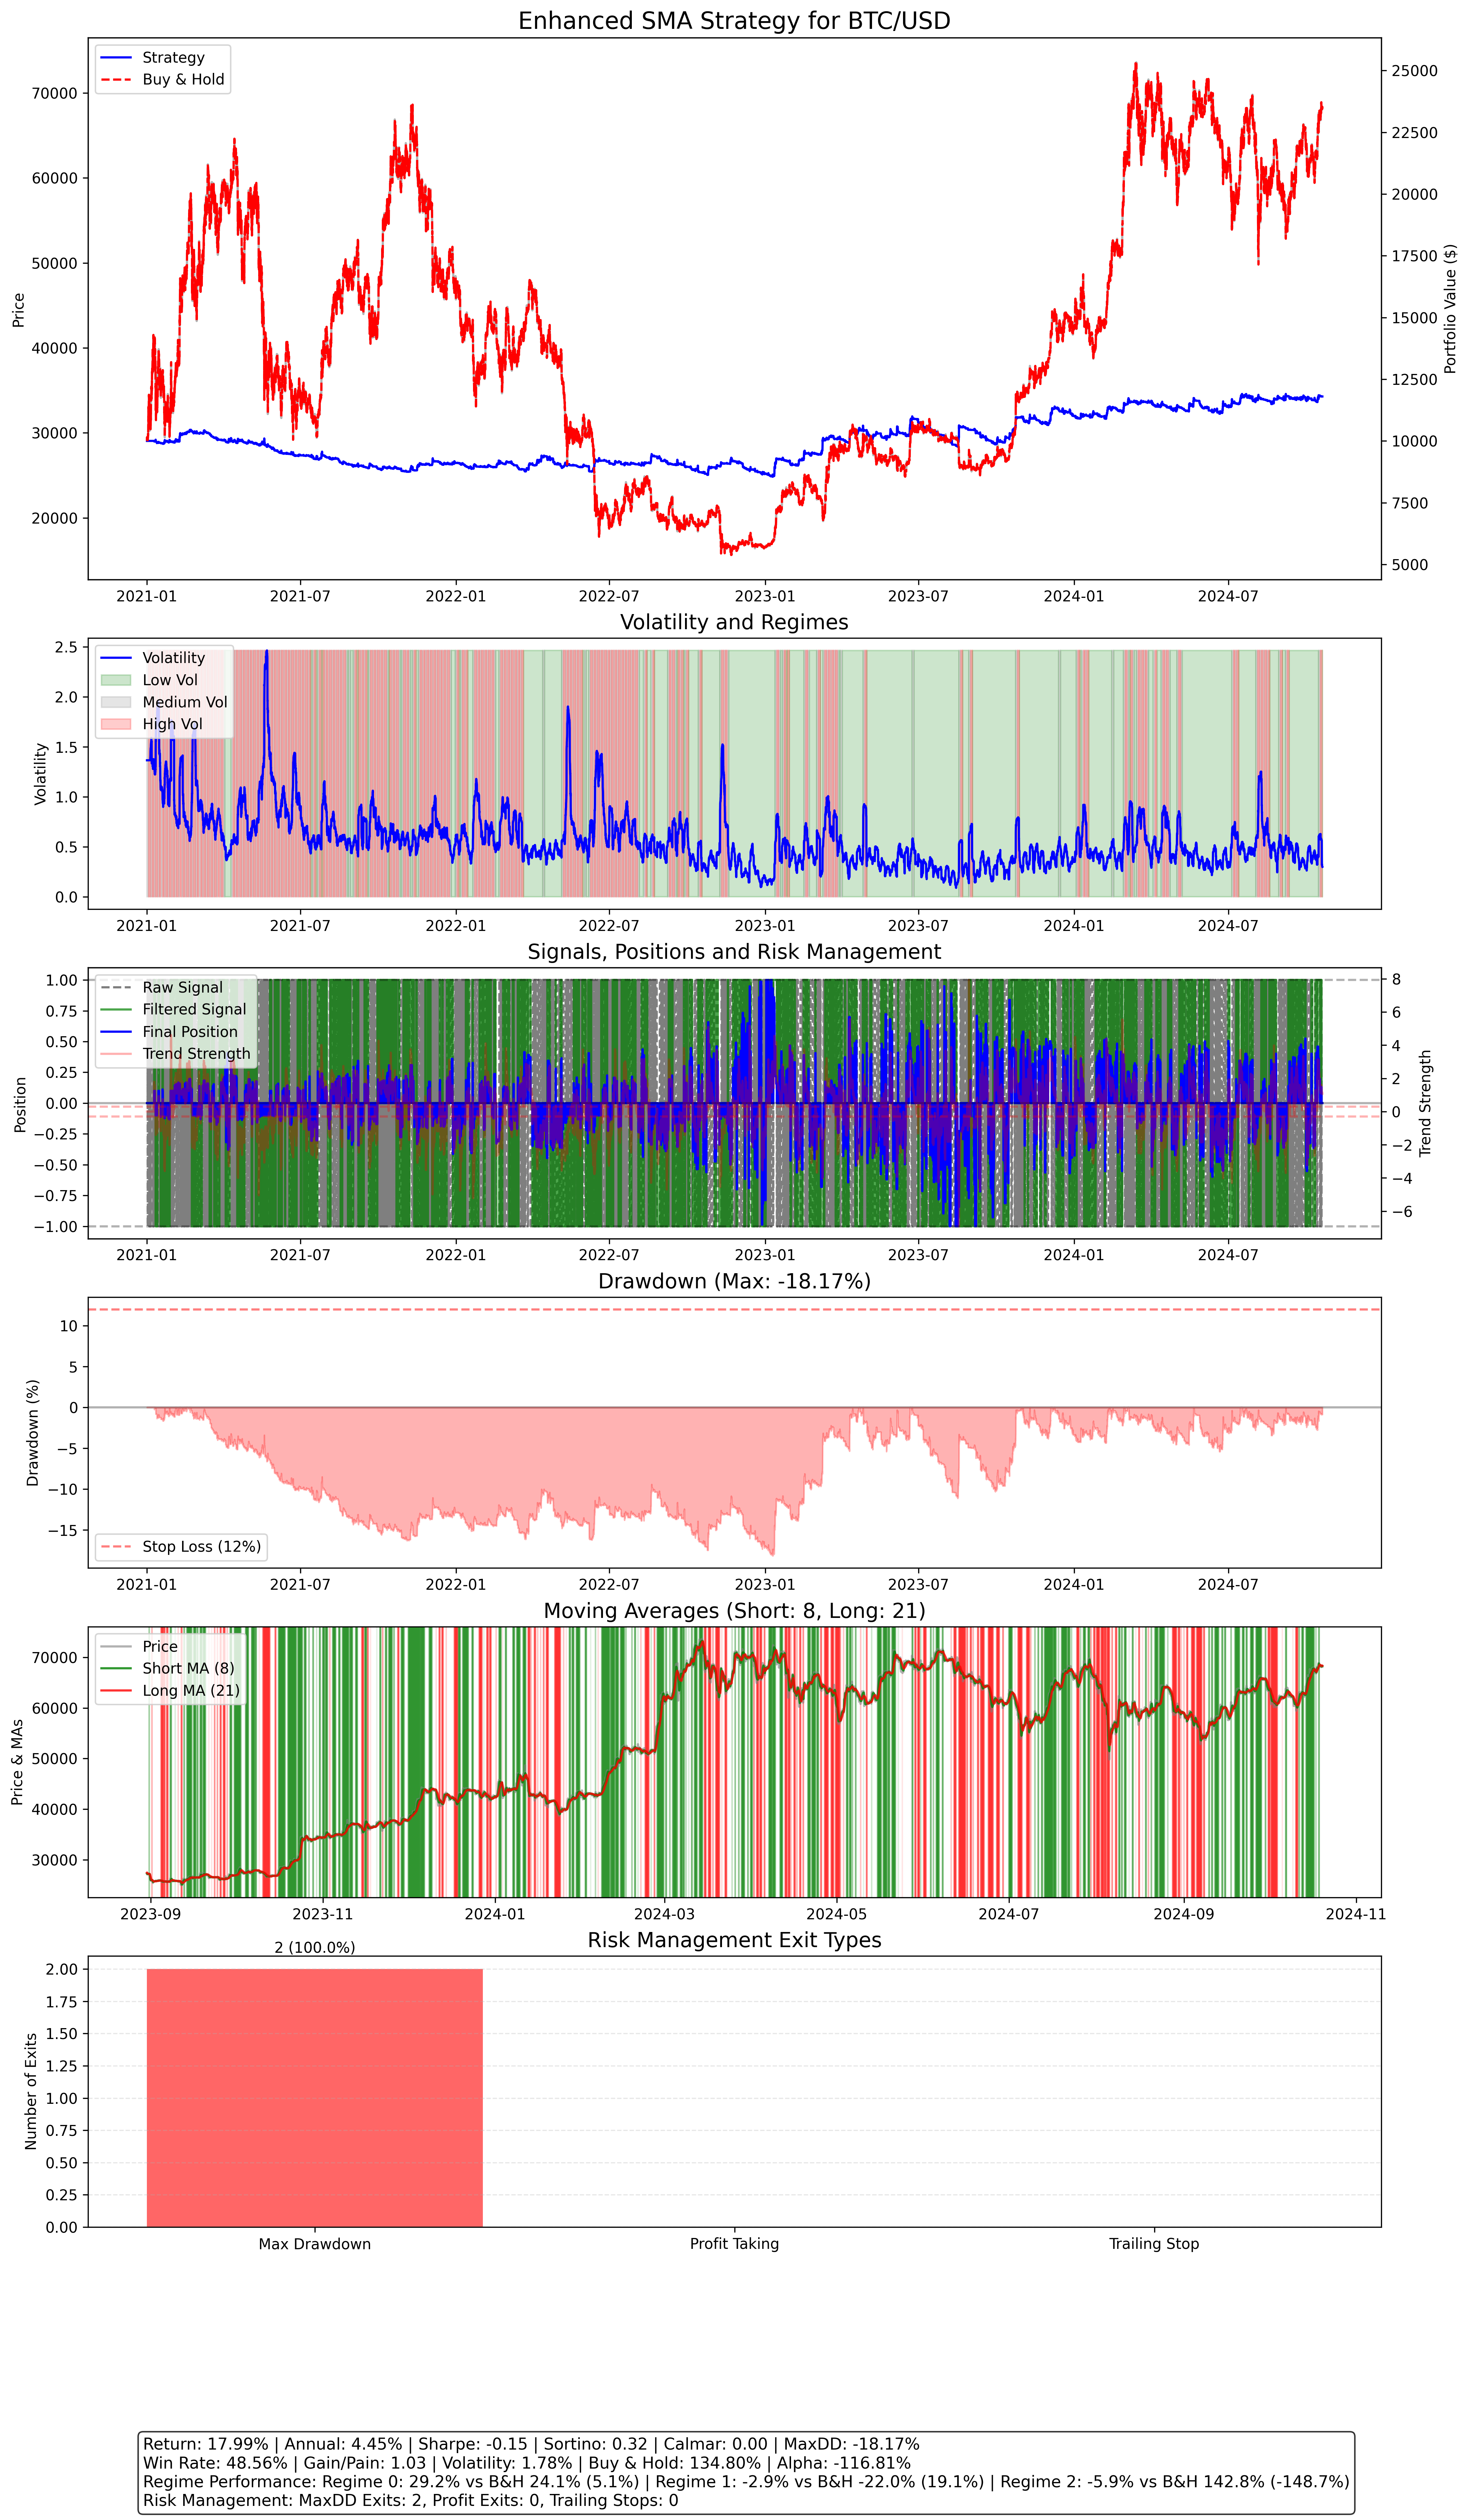 Enhanced SMA Strategy for BTC/USD
Strategy
Buy & Hold
70000
60000
50000
40000
30000
20000
Price
25000
22500
20000
17500
15000
12500
10000
7500
5000
Portfolio Value ($)
2021-01 2021-07 2022-01 2022-07 2023-01 2023-07 2024-01 2024-07
Volatility and Regimes
Volatility
Low Vol
Medium Vol
High Vol
2.5
2.0
1.5
1.0
0.5
0.0
Volatility
2021-01 2021-07 2022-01 2022-07 2023-01 2023-07 2024-01 2024-07
Signals, Positions and Risk Management
Raw Signal
Filtered Signal
Final Position
Trend Strength
1.00
0.75
0.50
0.25
0.00
−0.25
−0.50
−0.75
−1.00
Position
8
6
4
2
0
−2
−4
−6
Trend Strength
2021-01 2021-07 2022-01 2022-07 2023-01 2023-07 2024-01 2024-07
Drawdown (Max: -18.17%)
10
5
0
−5
−10
−15
Drawdown (%)
Stop Loss (12%)
2021-01 2021-07 2022-01 2022-07 2023-01 2023-07 2024-01 2024-07
Moving Averages (Short: 8, Long: 21)
Price
Short MA (8)
Long MA (21)
70000
60000
50000
40000
30000
Price & MAs
2023-09 2023-11 2024-01 2024-03 2024-05 2024-07 2024-09 2024-11
Risk Management Exit Types
2 (100.0%)
2.00
1.75
1.50
1.25
1.00
0.75
0.50
0.25
0.00
Number of Exits
Max Drawdown Profit Taking Trailing Stop
Return: 17.99% | Annual: 4.45% | Sharpe: -0.15 | Sortino: 0.32 | Calmar: 0.00 | MaxDD: -18.17%
Win Rate: 48.56% | Gain/Pain: 1.03 | Volatility: 1.78% | Buy & Hold: 134.80% | Alpha: -116.81%
Regime Performance: Regime 0: 29.2% vs B&H 24.1% (5.1%) | Regime 1: -2.9% vs B&H -22.0% (19.1%) | Regime 2: -5.9% vs B&H 142.8% (-148.7%)
Risk Management: MaxDD Exits: 2, Profit Exits: 0, Trailing Stops: 0